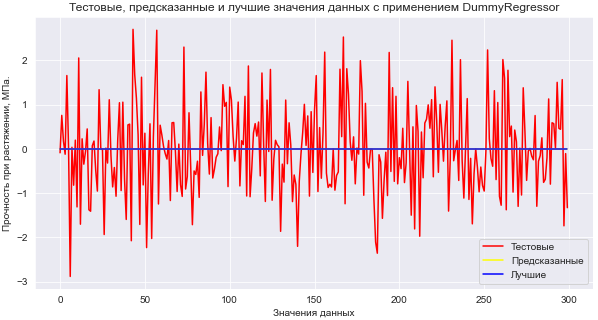 Тестовые, предсказанные и лучшие значения данных с применением DummyRegressor
Прочность при растяжении, МПа.
2
1
0
−1
−2
−3
0
50
100
150
200
250
300
Значения данных
Тестовые
Предсказанные
Лучшие